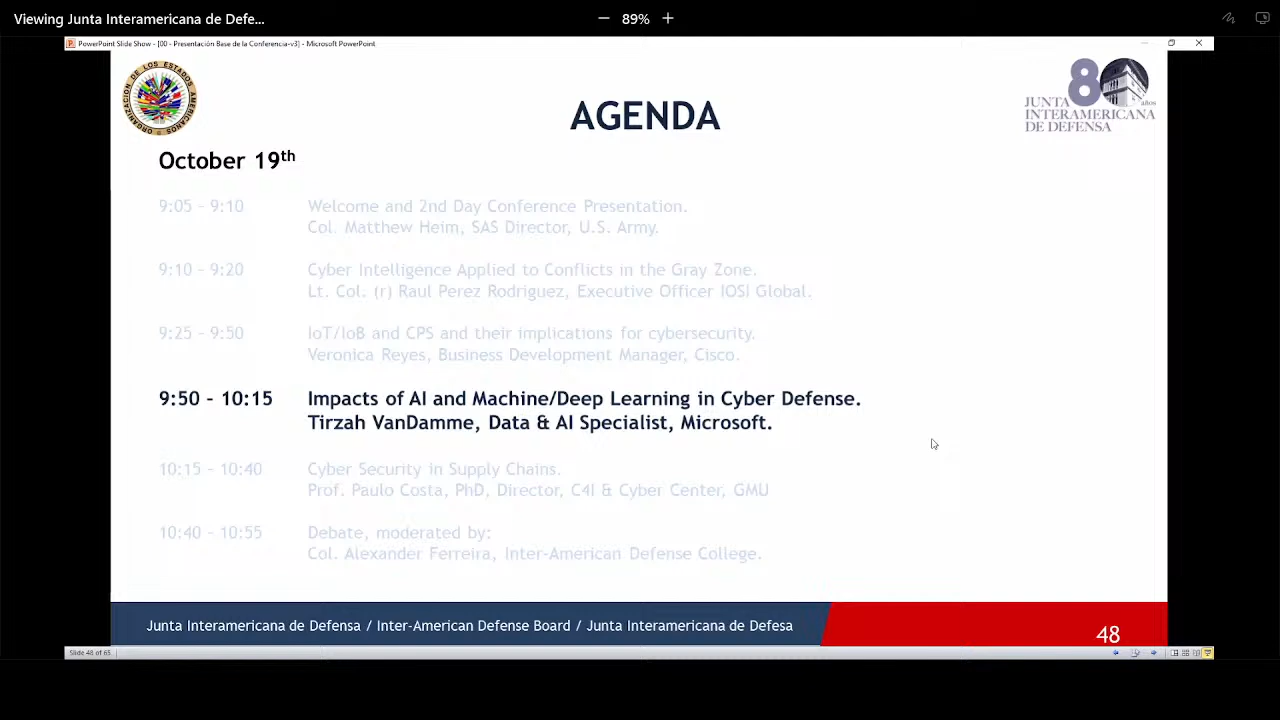 Viewing Junta Interamericana de Defe...
89%
PowerPoint Slide Show - [00 - Presentación Base de la Conferencia-v3] - Microsoft PowerPoint
ORGANIZACION DE LOS ESTADOS AMERICANOS
80 años
JUNTA
INTERAMERICANA
DE DEFENSA
AGENDA
October 19th
9:05 – 9:10 Welcome and 2nd Day Conference Presentation.
Col. Matthew Heim, SAS Director, U.S. Army.
9:10 – 9:20 Cyber Intelligence Applied to Conflicts in the Gray Zone.
Lt. Col. (r) Raul Perez Rodriguez, Executive Officer IOSI Global.
9:25 – 9:50 IoT/IoB and CPS and their implications for cybersecurity.
Veronica Reyes, Business Development Manager, Cisco.
9:50 – 10:15 Impacts of AI and Machine/Deep Learning in Cyber Defense.
Tirzah VanDamme, Data & AI Specialist, Microsoft.
10:15 – 10:40 Cyber Security in Supply Chains.
Prof. Paulo Costa, PhD, Director, C4I & Cyber Center, GMU
10:40 – 10:55 Debate, moderated by:
Col. Alexander Ferreira, Inter-American Defense College.
Junta Interamericana de Defensa / Inter-American Defense Board / Junta Interamericana de Defesa
48
Slide 48 of 65